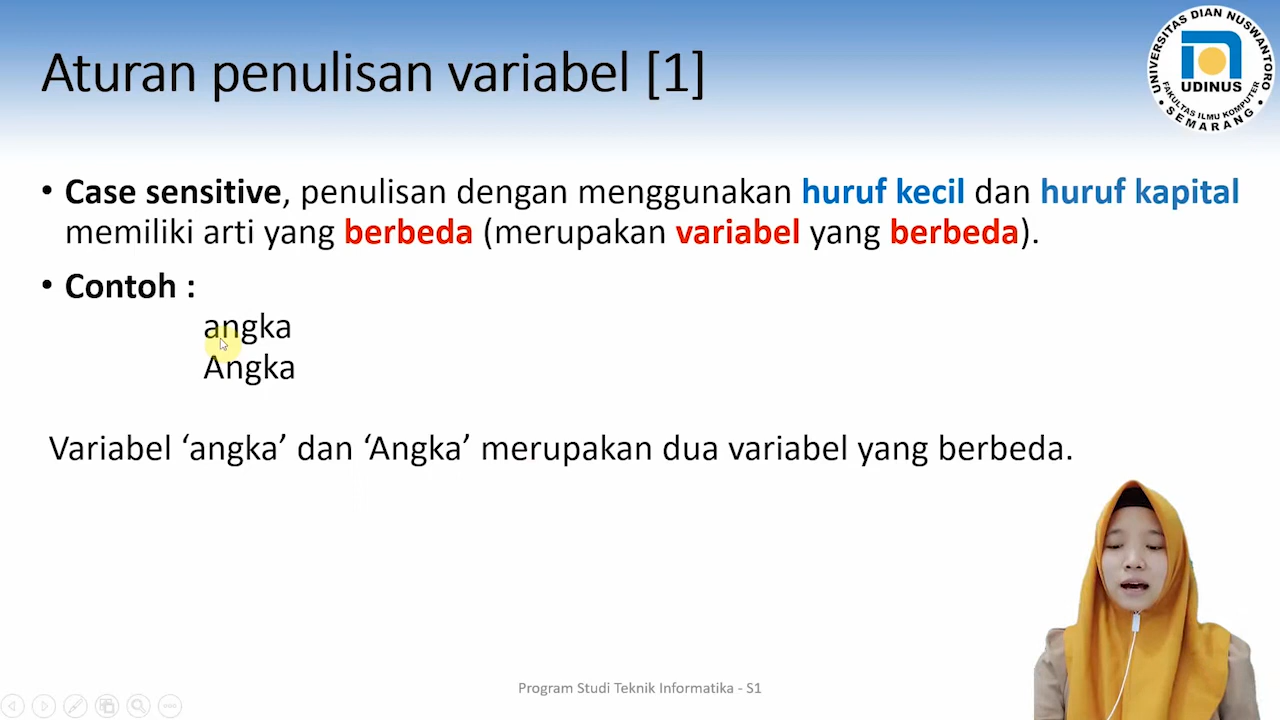 Aturan penulisan variabel [1]
UNIVERSITAS DIAN NUSWANTORO
UDINUS
FAKULTAS ILMU KOMPUTER
• SEMARANG •
• Case sensitive, penulisan dengan menggunakan huruf kecil dan huruf kapital
memiliki arti yang berbeda (merupakan variabel yang berbeda).
• Contoh :
angka
Angka
Variabel ‘angka’ dan ‘Angka’ merupakan dua variabel yang berbeda.
Program Studi Teknik Informatika - S1